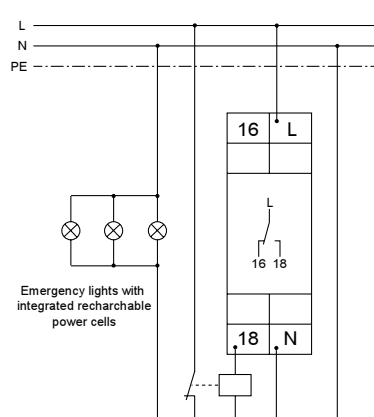 L
N
PE
16 L
L
16 18
Emergency lights with
integrated recharchable
power cells
18 N